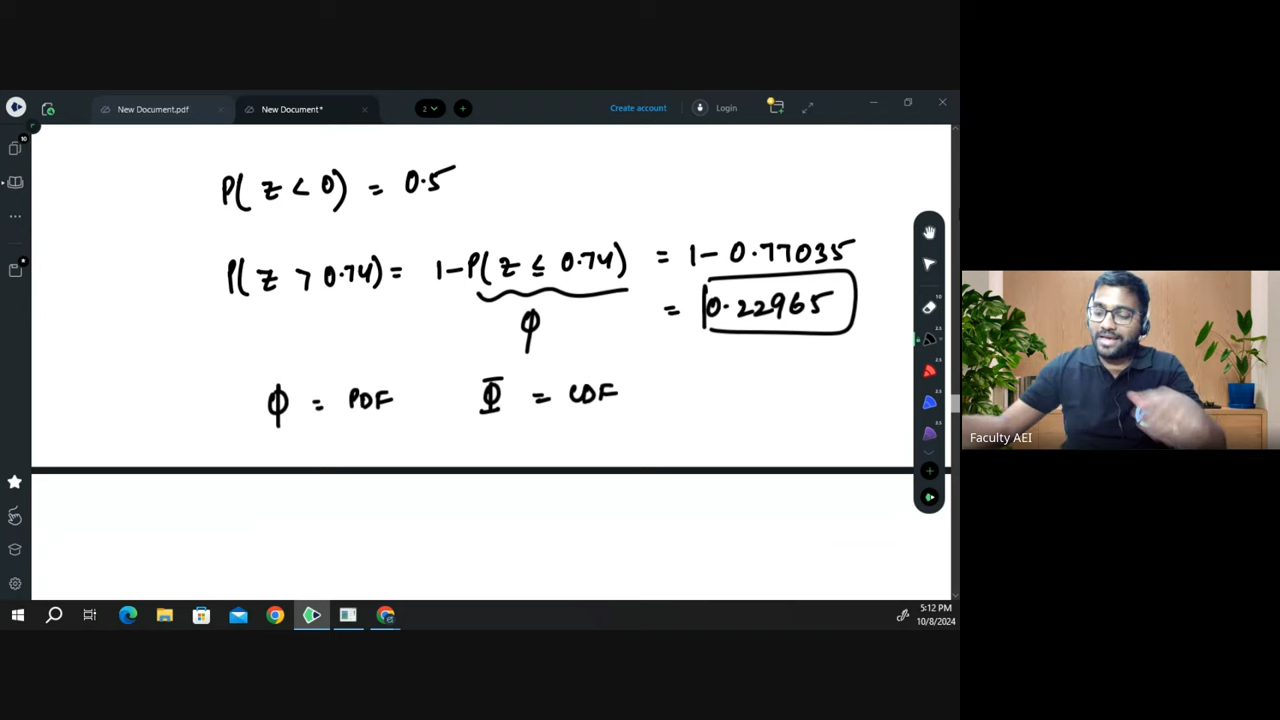 New Document.pdf
New Document*
2
Create account
Login
P( z < 0) = 0.5
P( z > 0.74) = 1-P( z ≤ 0.74) = 1 - 0.77035
ϕ = 0.22965
ϕ = PDF Φ = CDF
Faculty AEI
5:12 PM
10/8/2024